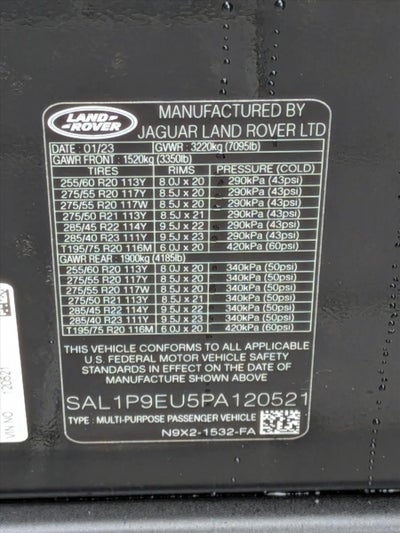 LAND ROVER
MANUFACTURED BY
JAGUAR LAND ROVER LTD
DATE : 01/23 GVWR : 3220kg (7095lb)
GAWR FRONT : 1520kg (3350lb)
TIRES RIMS PRESSURE (COLD)
255/60 R20 113Y 8.0J x 20 290kPa (43psi)
275/55 R20 117Y 8.5J x 20 290kPa (43psi)
275/55 R20 117W 8.5J x 20 290kPa (43psi)
275/50 R21 113Y 8.5J x 21 290kPa (43psi)
285/45 R22 114Y 9.5J x 22 290kPa (43psi)
285/40 R23 111Y 9.5J x 23 290kPa (43psi)
T195/75 R20 116M 6.0J x 20 420kPa (60psi)
GAWR REAR : 1900kg (4185lb)
255/60 R20 113Y 8.0J x 20 340kPa (50psi)
275/55 R20 117Y 8.5J x 20 340kPa (50psi)
275/55 R20 117W 8.5J x 20 340kPa (50psi)
275/50 R21 113Y 8.5J x 21 340kPa (50psi)
285/45 R22 114Y 9.5J x 22 340kPa (50psi)
285/40 R23 111Y 9.5J x 23 340kPa (50psi)
T195/75 R20 116M 6.0J x 20 420kPa (60psi)
THIS VEHICLE CONFORMS TO ALL APPLICABLE
U.S. FEDERAL MOTOR VEHICLE SAFETY
STANDARDS IN EFFECT ON THE DATE OF
MANUFACTURE SHOWN ABOVE
SAL1P9EU5PA120521
TYPE : MULTI-PURPOSE PASSENGER VEHICLE
N9X2-1532-FA
VIN NO
120521